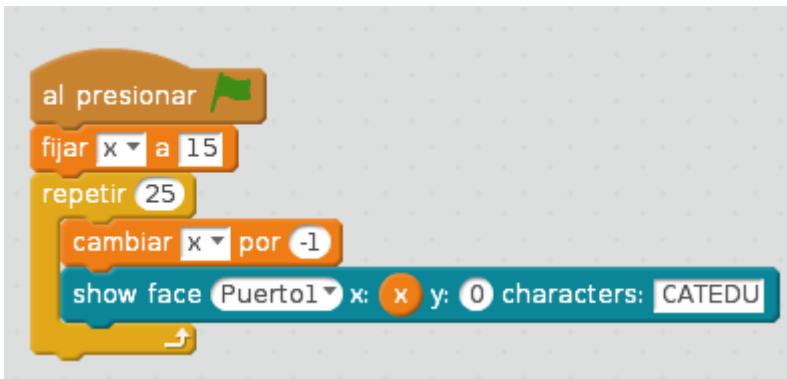 al presionar
fijar x a 15
repetir 25
cambiar x por -1
show face Puerto1 x: x y: 0 characters: CATEDU